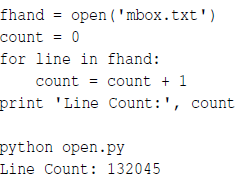 fhand = open('mbox.txt')
count = 0
for line in fhand:
    count = count + 1
print 'Line Count:', count

python open.py
Line Count: 132045